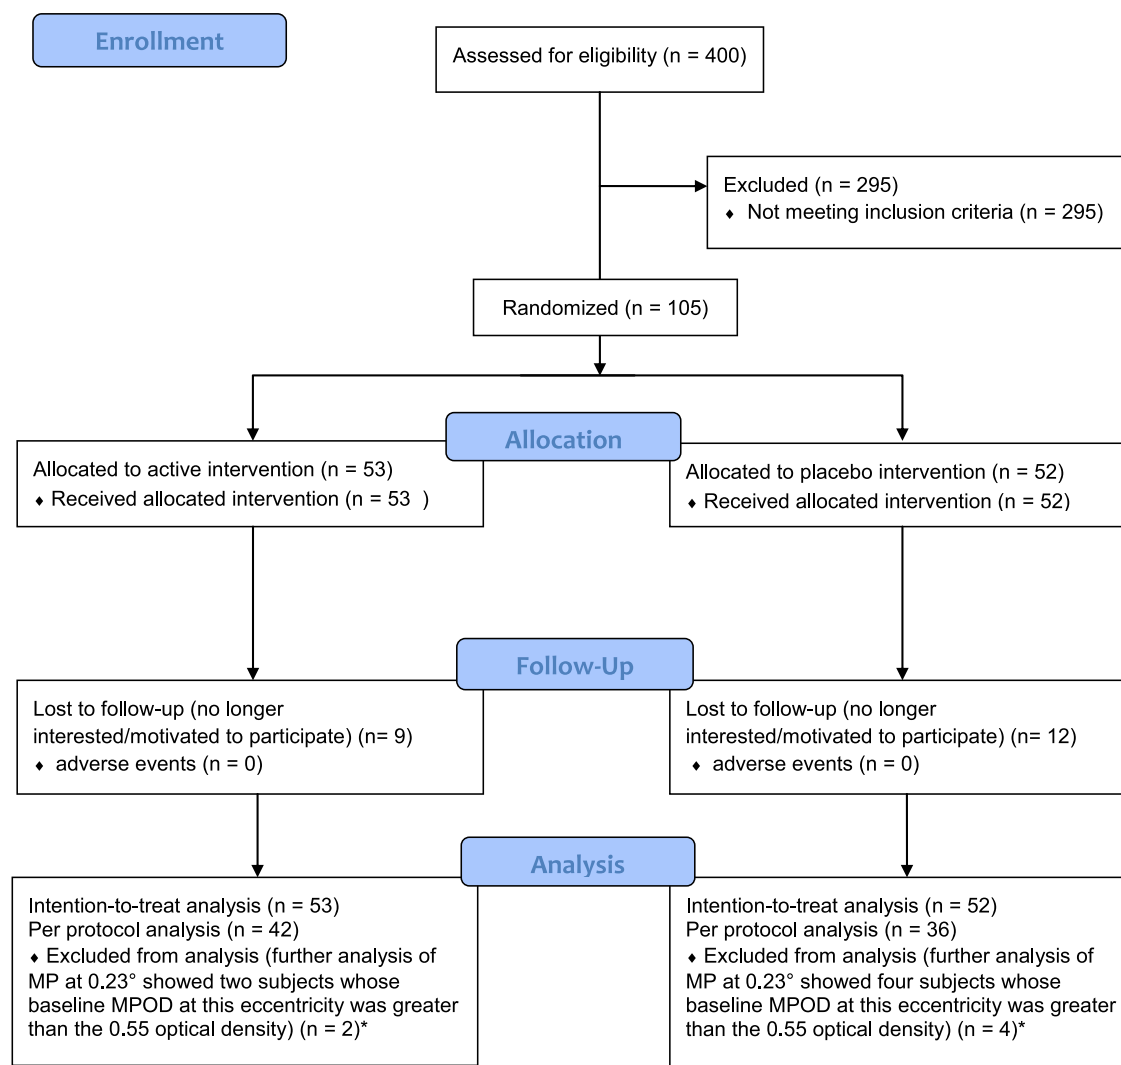 Enrollment
Assessed for eligibility (n = 400)
Excluded (n = 295)
♦ Not meeting inclusion criteria (n = 295)
Randomized (n = 105)
Allocation
Allocated to active intervention (n = 53)
♦ Received allocated intervention (n = 53 )
Allocated to placebo intervention (n = 52)
♦ Received allocated intervention (n = 52)
Follow-Up
Lost to follow-up (no longer
interested/motivated to participate) (n= 9)
♦ adverse events (n = 0)
Lost to follow-up (no longer
interested/motivated to participate) (n= 12)
♦ adverse events (n = 0)
Analysis
Intention-to-treat analysis (n = 53)
Per protocol analysis (n = 42)
♦ Excluded from analysis (further analysis of
MP at 0.23° showed two subjects whose
baseline MPOD at this eccentricity was greater
than the 0.55 optical density) (n = 2)*
Intention-to-treat analysis (n = 52)
Per protocol analysis (n = 36)
♦ Excluded from analysis (further analysis of
MP at 0.23° showed four subjects whose
baseline MPOD at this eccentricity was greater
than the 0.55 optical density) (n = 4)*